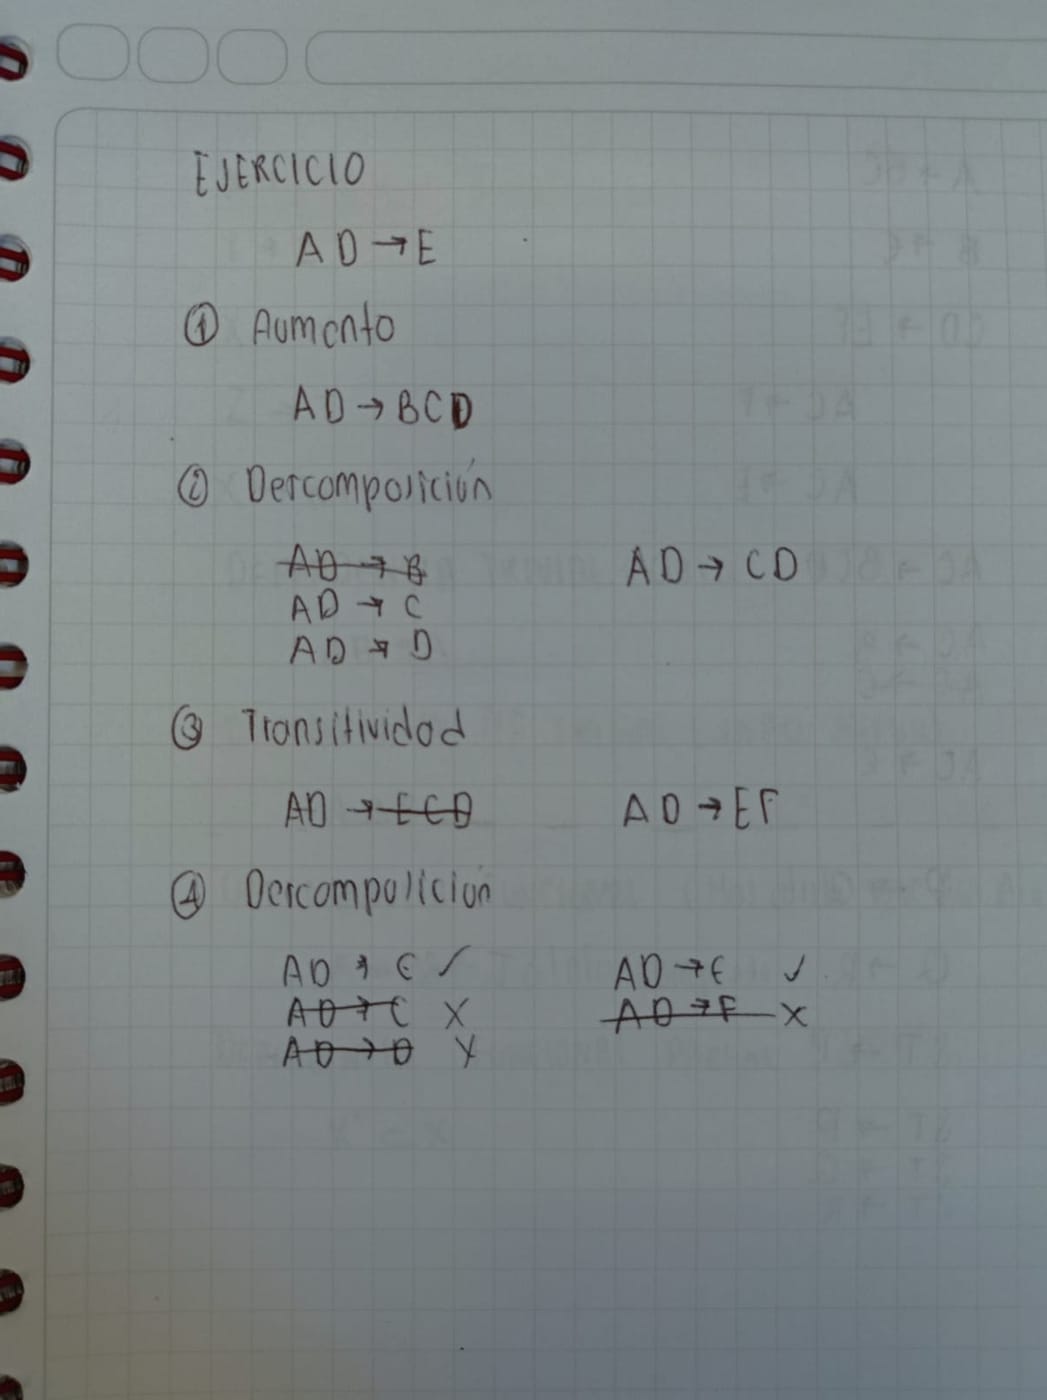 EJERCICIO
AD → E
① Aumento
AD → BCD
② Descomposición
AD → B
AD → CD
AD → C
AD → D
③ Transitividad
AD → ECD
AD → EF
④ Descomposición
AD → E ✓
AD → E ✓
AD → C X
AD → F X
AD → D X